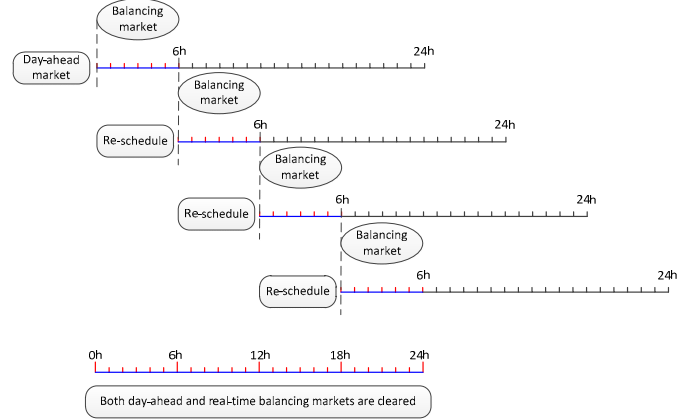 Balancing
market
6h
24h
Day-ahead
market
Balancing
market
6h
24h
Re-schedule
Balancing
market
6h
24h
Re-schedule
Balancing
market
6h
24h
Re-schedule
0h 6h 12h 18h 24h
Both day-ahead and real-time balancing markets are cleared